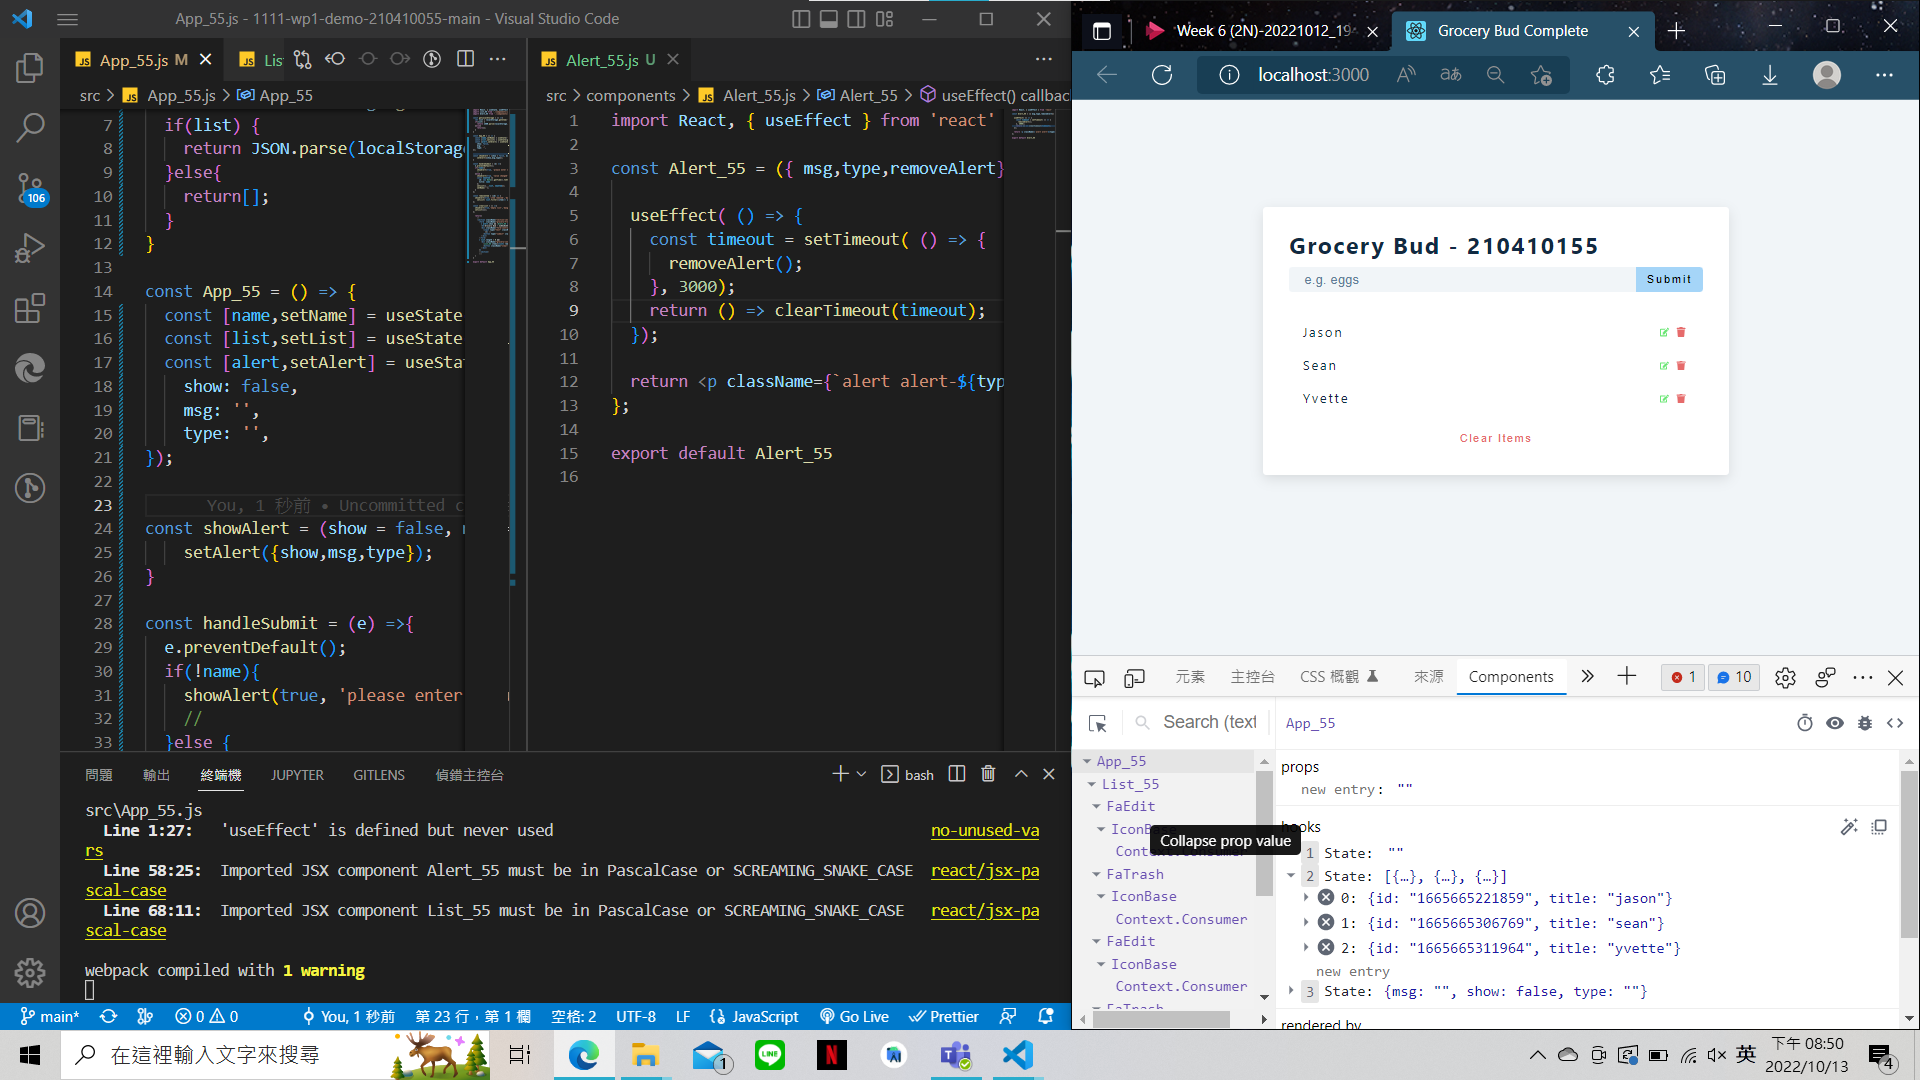 App_55.js - 1111-wp1-demo-210410055-main - Visual Studio Code
App_55.js M
Lis
src > App_55.js > App_55
7 if(list) {
8 return JSON.parse(localStorage
9 }else{
10 return[];
11 }
12 }
13
14 const App_55 = () => {
15 const [name,setName] = useState
16 const [list,setList] = useState
17 const [alert,setAlert] = useSta
18 show: false,
19 msg: '',
20 type: '',
21 });
22
23 You, 1 秒前 • Uncommitted c
24 const showAlert = (show = false,
25 setAlert({show,msg,type});
26 }
27
28 const handleSubmit = (e) =>{
29 e.preventDefault();
30 if(!name){
31 showAlert(true, 'please enter
32 //
33 }else {
Alert_55.js U
src > components > Alert_55.js > Alert_55 > useEffect() callbac
1 import React, { useEffect } from 'react'
2
3 const Alert_55 = ({ msg,type,removeAlert}
4
5 useEffect( () => {
6 const timeout = setTimeout( () => {
7 removeAlert();
8 }, 3000);
9 return () => clearTimeout(timeout);
10 });
11
12 return <p className={`alert alert-${typ
13 };
14
15 export default Alert_55
16
106
問題 輸出 終端機 JUPYTER GITLENS 偵錯主控台
bash
src\App_55.js
Line 1:27: 'useEffect' is defined but never used no-unused-va
rs
Line 58:25: Imported JSX component Alert_55 must be in PascalCase or SCREAMING_SNAKE_CASE react/jsx-pa
scal-case
Line 68:11: Imported JSX component List_55 must be in PascalCase or SCREAMING_SNAKE_CASE react/jsx-pa
scal-case
webpack compiled with 1 warning
main* 0 0 You, 1 秒前 第 23 行，第 1 欄 空格: 2 UTF-8 LF JavaScript Go Live Prettier
Week 6 (2N)-20221012_19
Grocery Bud Complete
localhost:3000
Grocery Bud - 210410155
e.g. eggs
Submit
Jason
Sean
Yvette
Clear Items
元素 主控台 CSS 概觀 來源 Components 1 10
Search (text
App_55
App_55
List_55
FaEdit
IconB
Context.Consumer
FaTrash
IconBase
Context.Consumer
FaEdit
IconBase
Context.Consumer
FaTrash
Collapse prop value
props
new entry: ""
hooks
1 State: ""
2 State: [{…}, {…}, {…}]
0: {id: "1665665221859", title: "jason"}
1: {id: "1665665306769", title: "sean"}
2: {id: "1665665311964", title: "yvette"}
new entry
3 State: {msg: "", show: false, type: ""}
rendered by
在這裡輸入文字來搜尋
1
LINE
N
英
下午 08:50
2022/10/13
4